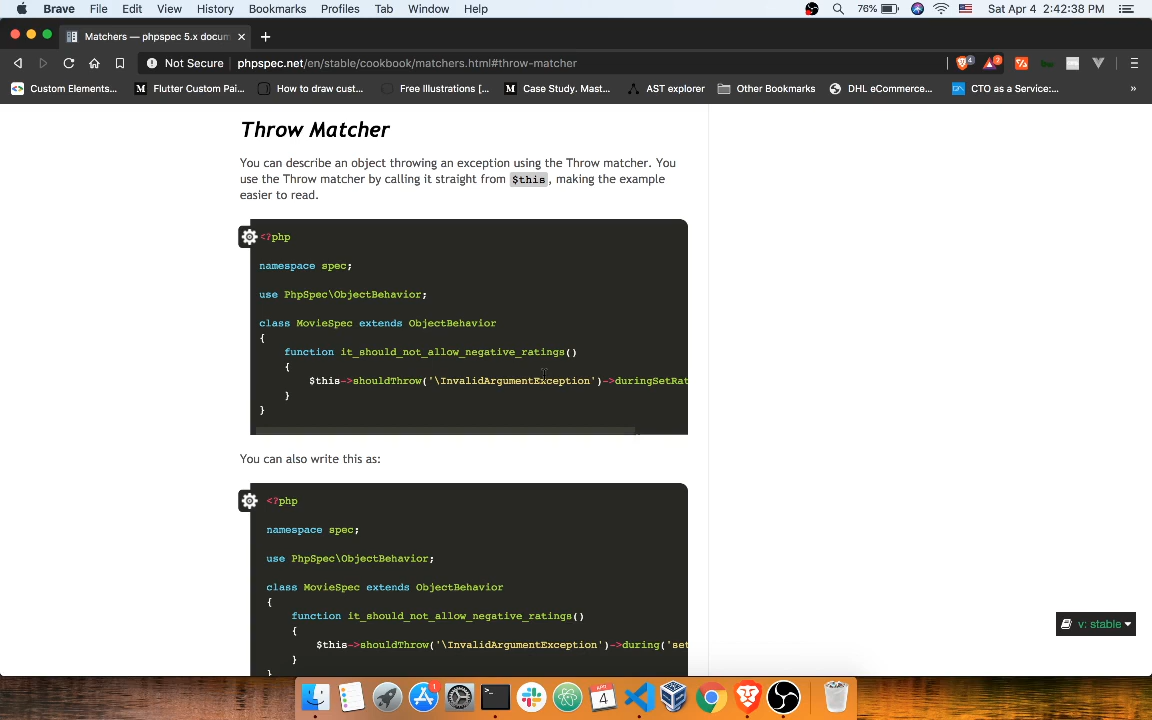 Brave File Edit View History Bookmarks Profiles Tab Window Help 76% Sat Apr 4 2:42:38 PM
Matchers — phpspec 5.x docum
Not Secure phpspec.net/en/stable/cookbook/matchers.html#throw-matcher 4 2
Custom Elements... Flutter Custom Pai... How to draw cust... Free Illustrations [... Case Study. Mast... AST explorer Other Bookmarks DHL eCommerce... CTO as a Service:... »
Throw Matcher
You can describe an object throwing an exception using the Throw matcher. You
use the Throw matcher by calling it straight from $this, making the example
easier to read.
<?php
namespace spec;
use PhpSpec\ObjectBehavior;
class MovieSpec extends ObjectBehavior
{
function it_should_not_allow_negative_ratings()
{
$this->shouldThrow('\InvalidArgumentException')->duringSetRat
}
}
You can also write this as:
<?php
namespace spec;
use PhpSpec\ObjectBehavior;
class MovieSpec extends ObjectBehavior
{
function it_should_not_allow_negative_ratings()
{
$this->shouldThrow('\InvalidArgumentException')->during('set
}
}
v: stable
1
4